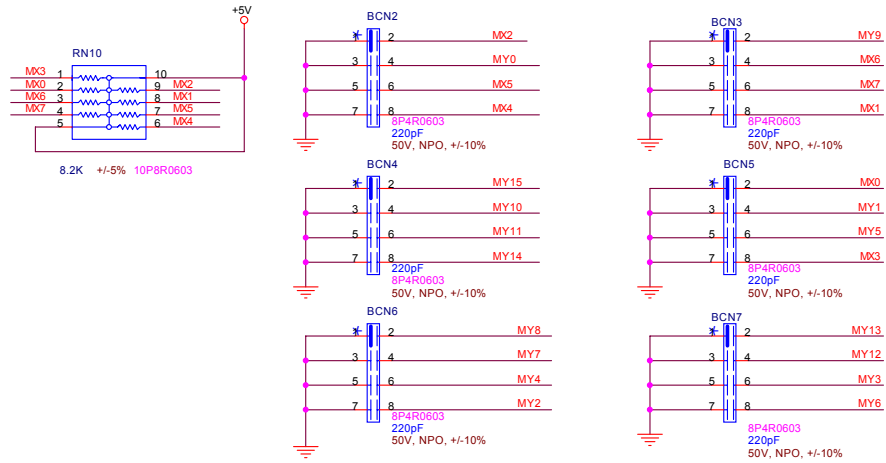 +5V
RN10
MX3 1 10
MX0 2 9 MX2
MX6 3 8 MX1
MX7 4 7 MX5
5 6 MX4
8.2K +/-5% 10P8R0603
BCN2
* 2 MX2
3 4 MY0
5 6 MX5
7 8 MX4
8P4R0603
220pF
50V, NPO, +/-10%
BCN3
* 2 MY9
3 4 MX6
5 6 MX7
7 8 MX1
8P4R0603
220pF
50V, NPO, +/-10%
BCN4
* 2 MY15
3 4 MY10
5 6 MY11
7 8 MY14
220pF
8P4R0603
50V, NPO, +/-10%
BCN5
* 2 MX0
3 4 MY1
5 6 MY5
7 8 MX3
8P4R0603
220pF
50V, NPO, +/-10%
BCN6
* 2 MY8
3 4 MY7
5 6 MY4
7 8 MY2
8P4R0603
220pF
50V, NPO, +/-10%
BCN7
* 2 MY13
3 4 MY12
5 6 MY3
7 8 MY6
8P4R0603
220pF
50V, NPO, +/-10%